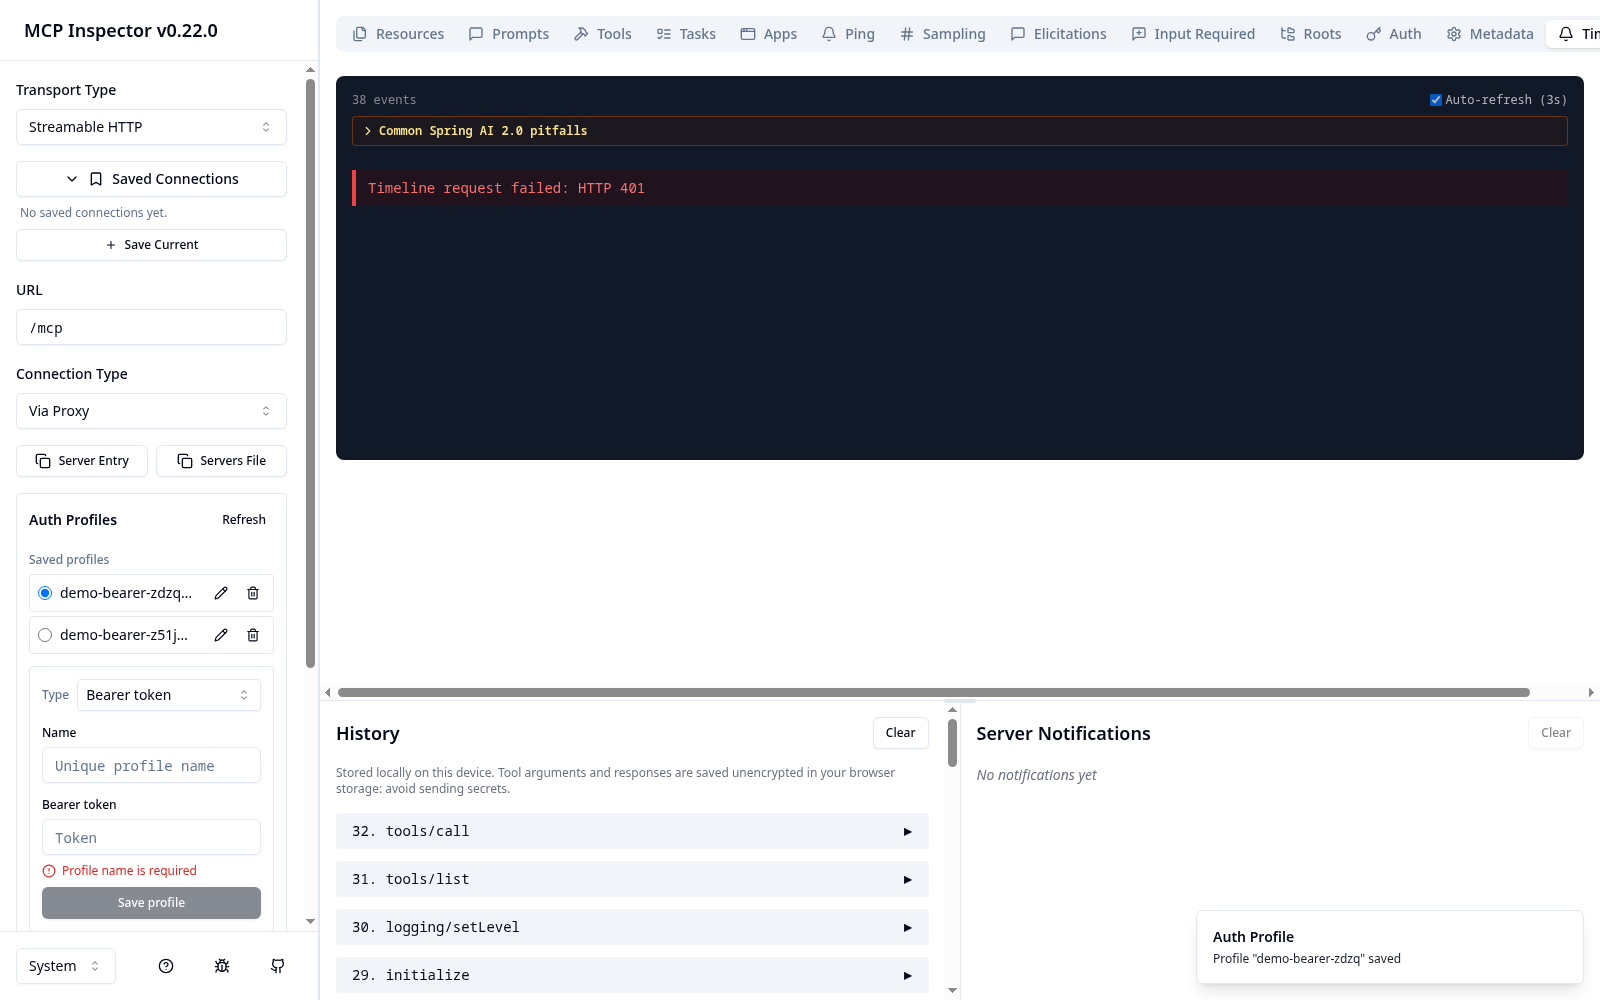 MCP Inspector v0.22.0
Transport Type
Streamable HTTP
Saved Connections
No saved connections yet.
Save Current
URL
/mcp
Connection Type
Via Proxy
Server Entry
Servers File
Auth Profiles
Refresh
Saved profiles
demo-bearer-zdzq...
demo-bearer-z51j...
Type
Bearer token
Name
Unique profile name
Bearer token
Token
Profile name is required
Save profile
System
Resources
Prompts
Tools
Tasks
Apps
Ping
Sampling
Elicitations
Input Required
Roots
Auth
Metadata
38 events
Auto-refresh (3s)
Common Spring AI 2.0 pitfalls
Timeline request failed: HTTP 401
History
Clear
Stored locally on this device. Tool arguments and responses are saved unencrypted in your browser
storage: avoid sending secrets.
32. tools/call
31. tools/list
30. logging/setLevel
29. initialize
Server Notifications
Clear
No notifications yet
Auth Profile
Profile "demo-bearer-zdzq" saved